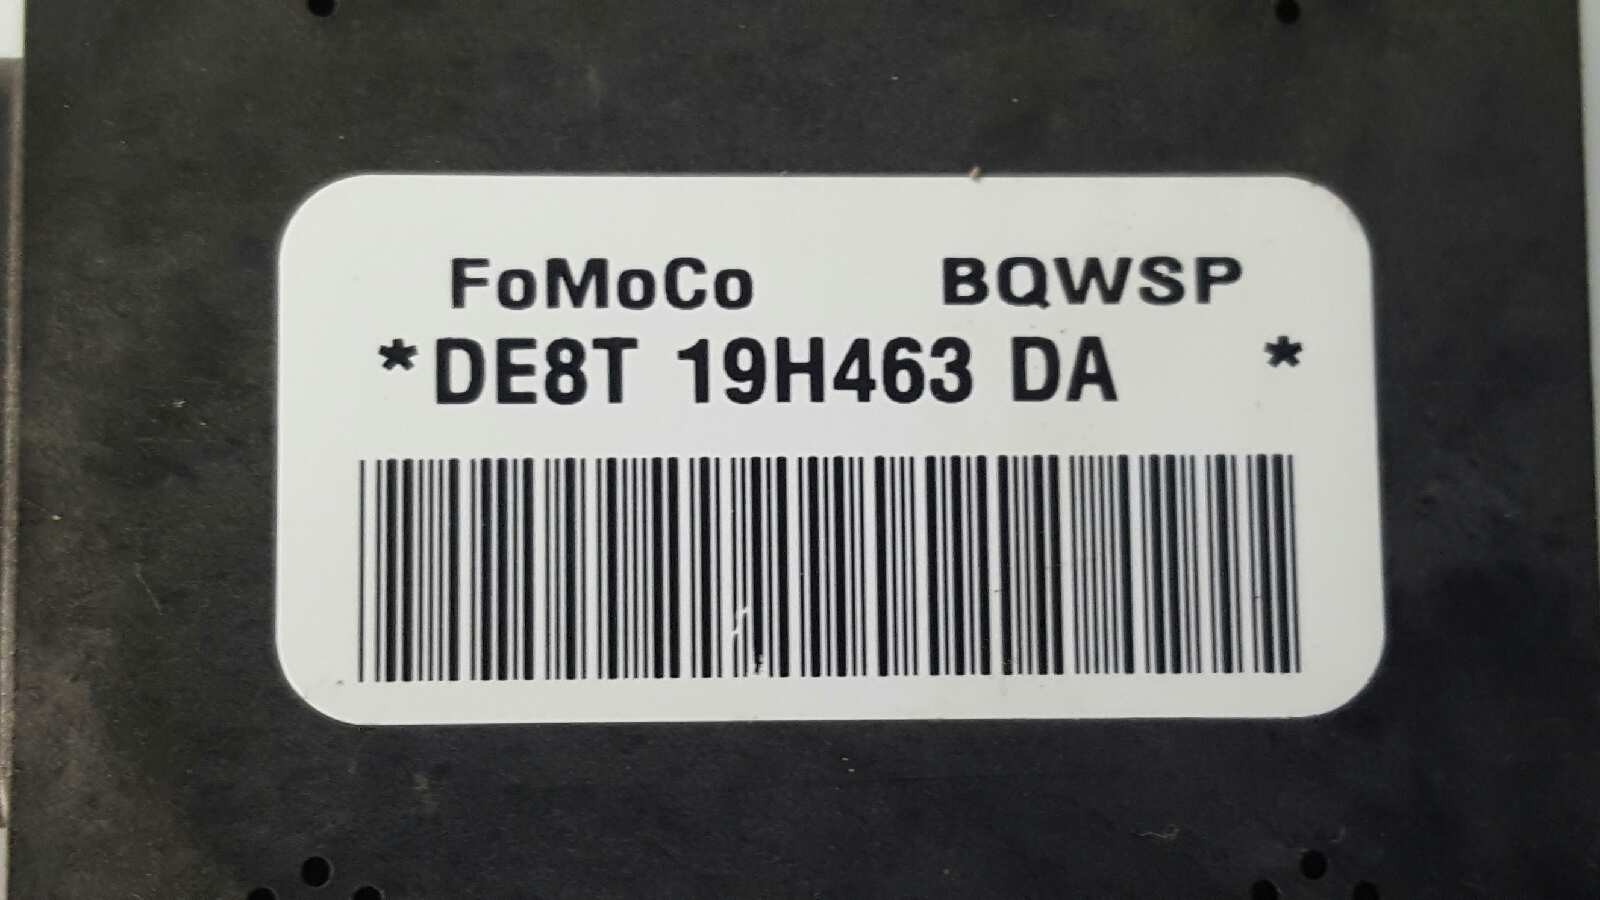 FoMoCo BQWSP
*DE8T 19H463 DA *